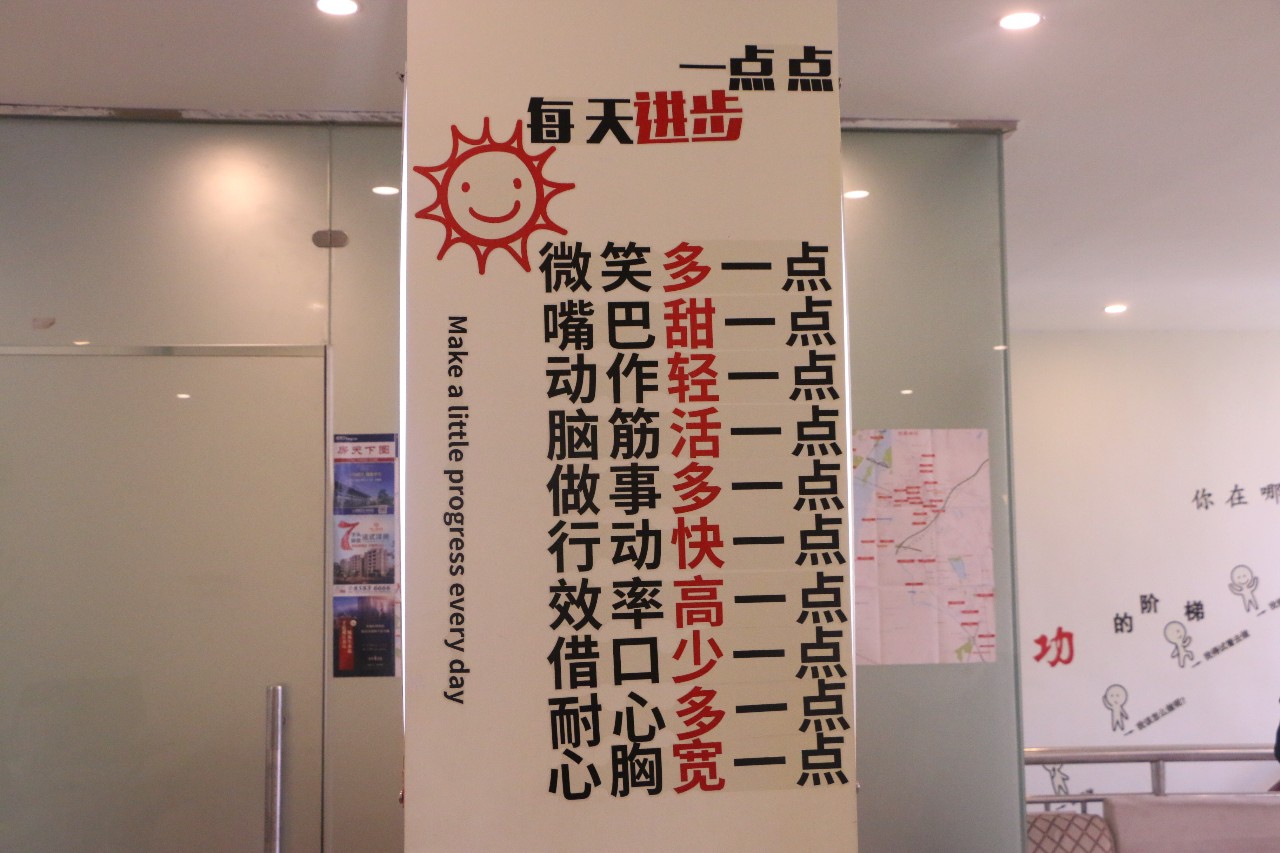 一点点
每天进步
微笑多一点
嘴巴甜一点
动作轻一点
脑筋活一点
做事多一点
行动快一点
效率高一点
借口少一点
耐心多一点
心胸宽一点
Make a little progress every day
你在哪
功的阶梯